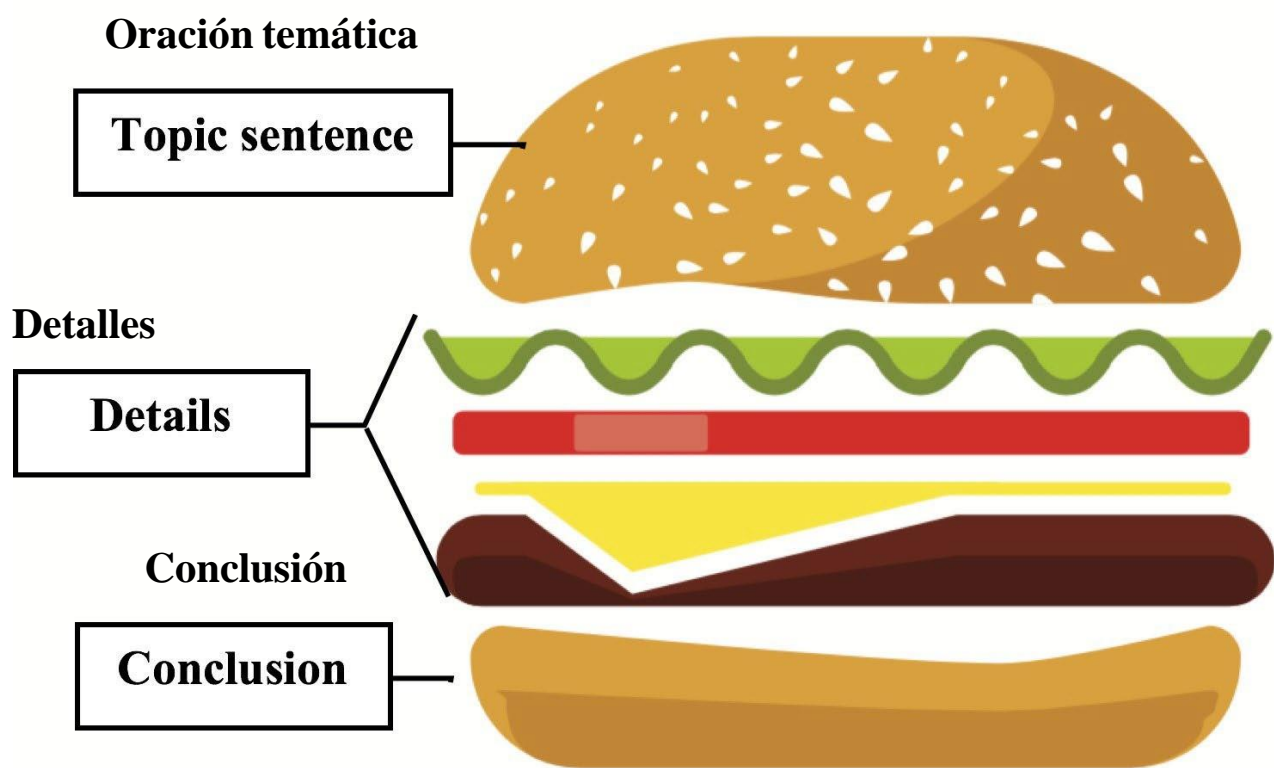 Oración temática
Topic sentence
Detalles
Details
Conclusión
Conclusion